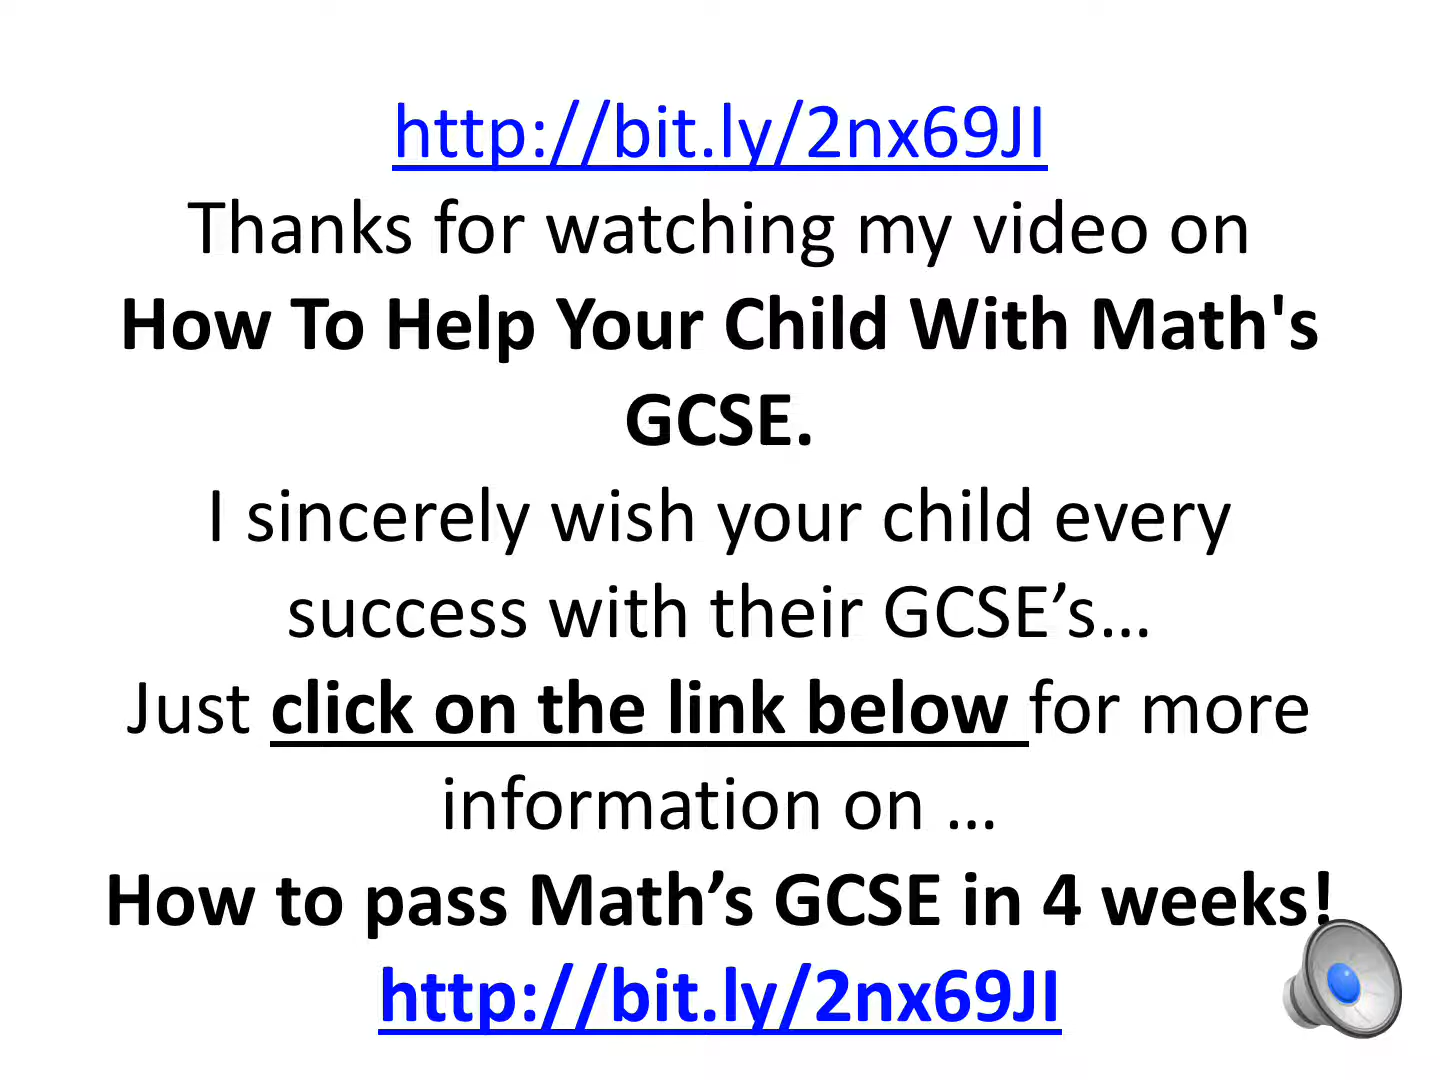 http://bit.ly/2nx69JI
Thanks for watching my video on
How To Help Your Child With Math's
GCSE.
I sincerely wish your child every
success with their GCSE’s…
Just click on the link below for more
information on …
How to pass Math’s GCSE in 4 weeks!
http://bit.ly/2nx69JI